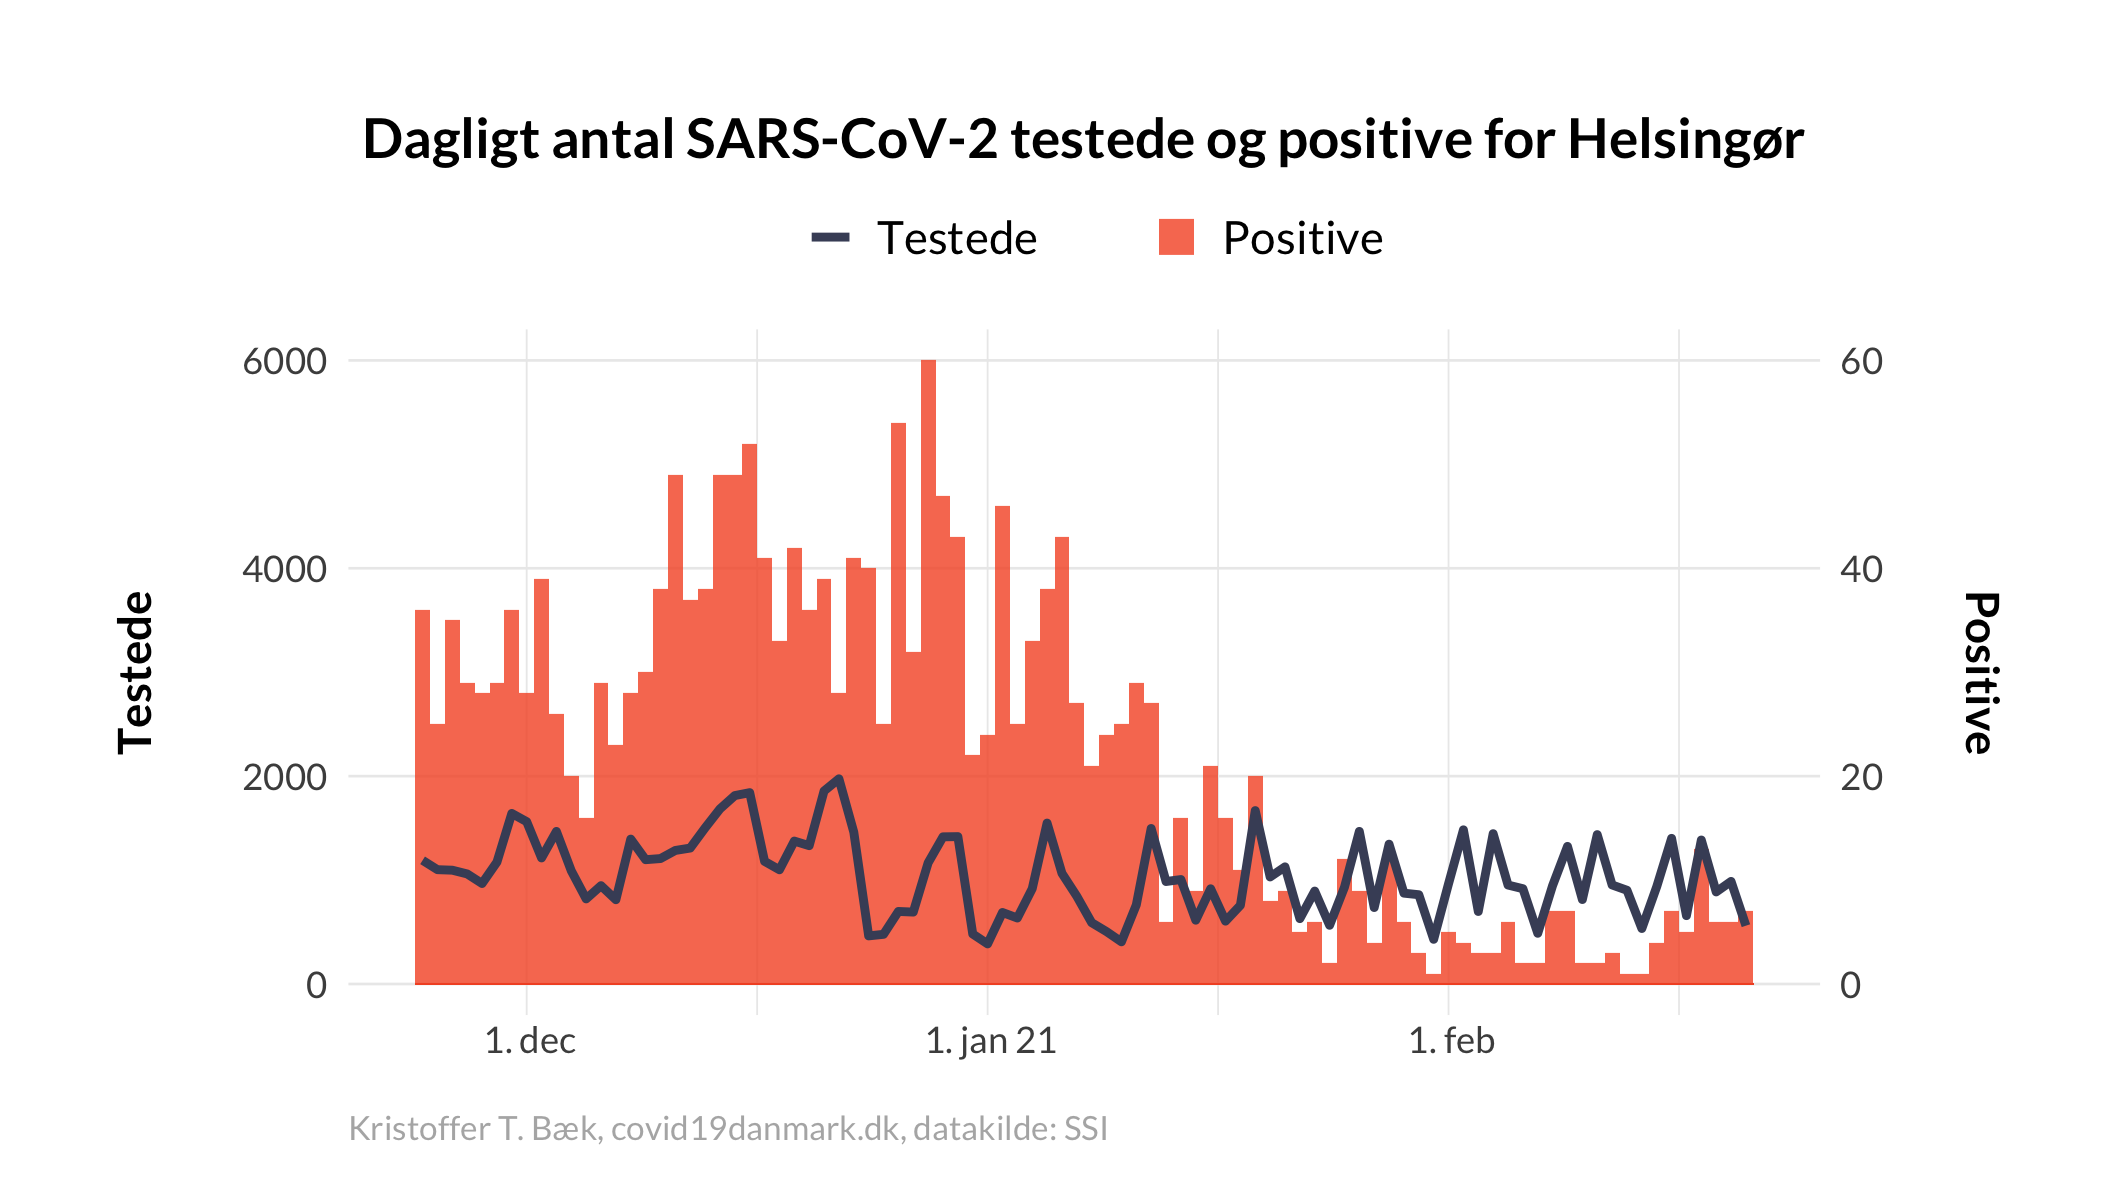 Dagligt antal SARS-CoV-2 testede og positive for Helsingør
Testede
Positive
6000
4000
2000
0
Testede
60
40
20
0
Positive
1. dec
1. jan 21
1. feb
Kristoffer T. Bæk, covid19danmark.dk, datakilde: SSI